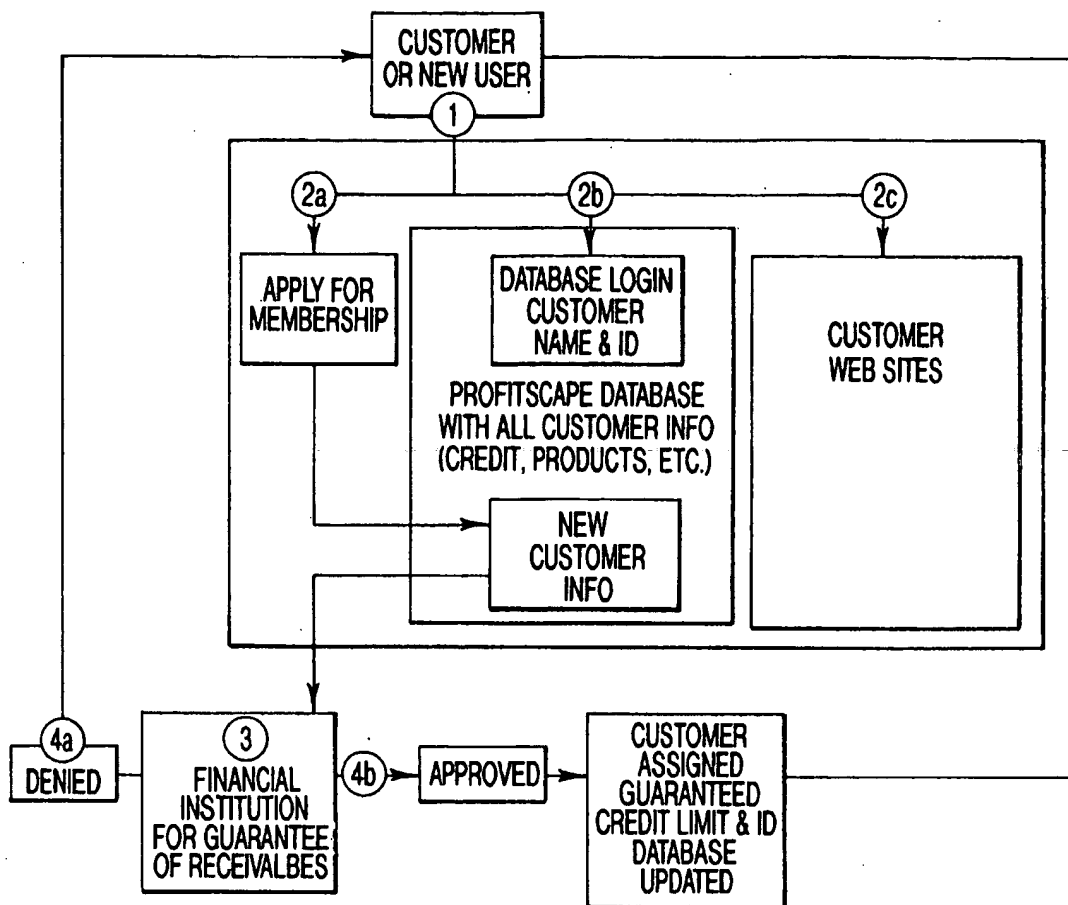 CUSTOMER
OR NEW USER
1
2a
2b
2c
APPLY FOR
MEMBERSHIP
DATABASE LOGIN
CUSTOMER
NAME & ID
PROFITSCAPE DATABASE
WITH ALL CUSTOMER INFO
(CREDIT, PRODUCTS, ETC.)
NEW
CUSTOMER
INFO
CUSTOMER
WEB SITES
4a
DENIED
3
FINANCIAL
INSTITUTION
FOR GUARANTEE
OF RECEIVALBES
4b
APPROVED
CUSTOMER
ASSIGNED
GUARANTEED
CREDIT LIMIT & ID
DATABASE
UPDATED